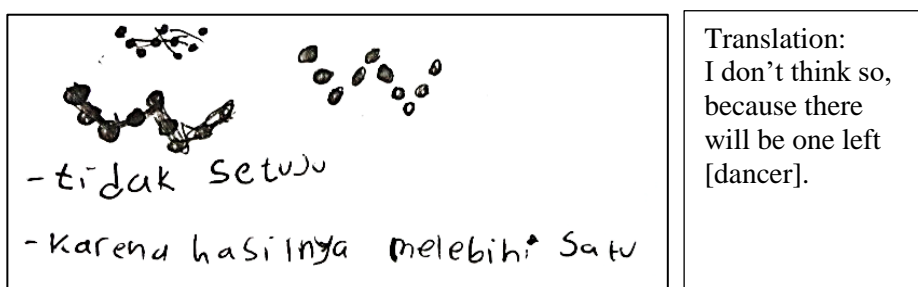 - tidak setuju
- Karena hasilnya melebihi satu
Translation:
I don’t think so,
because there
will be one left
[dancer].